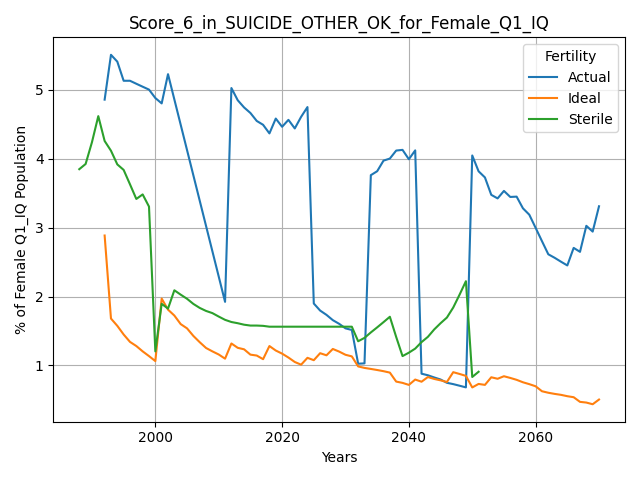 Score_6_in_SUICIDE_OTHER_OK_for_Female_Q1_IQ
Fertility
Actual
Ideal
Sterile
% of Female Q1_IQ Population
5
4
3
2
1
2000
2020
2040
2060
Years